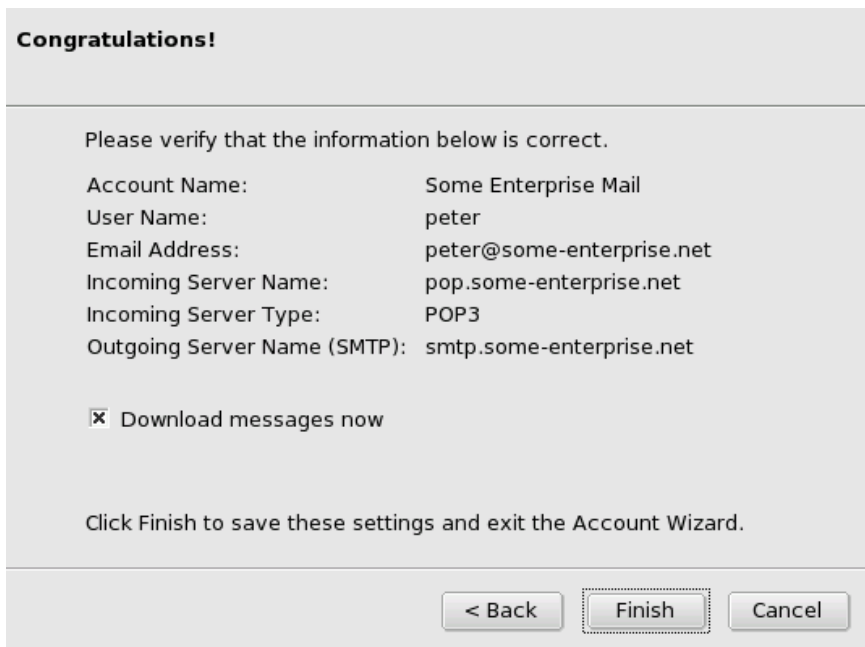 Congratulations!
Please verify that the information below is correct.
Account Name: Some Enterprise Mail
User Name: peter
Email Address: peter@some-enterprise.net
Incoming Server Name: pop.some-enterprise.net
Incoming Server Type: POP3
Outgoing Server Name (SMTP): smtp.some-enterprise.net
Download messages now
Click Finish to save these settings and exit the Account Wizard.
< Back Finish Cancel